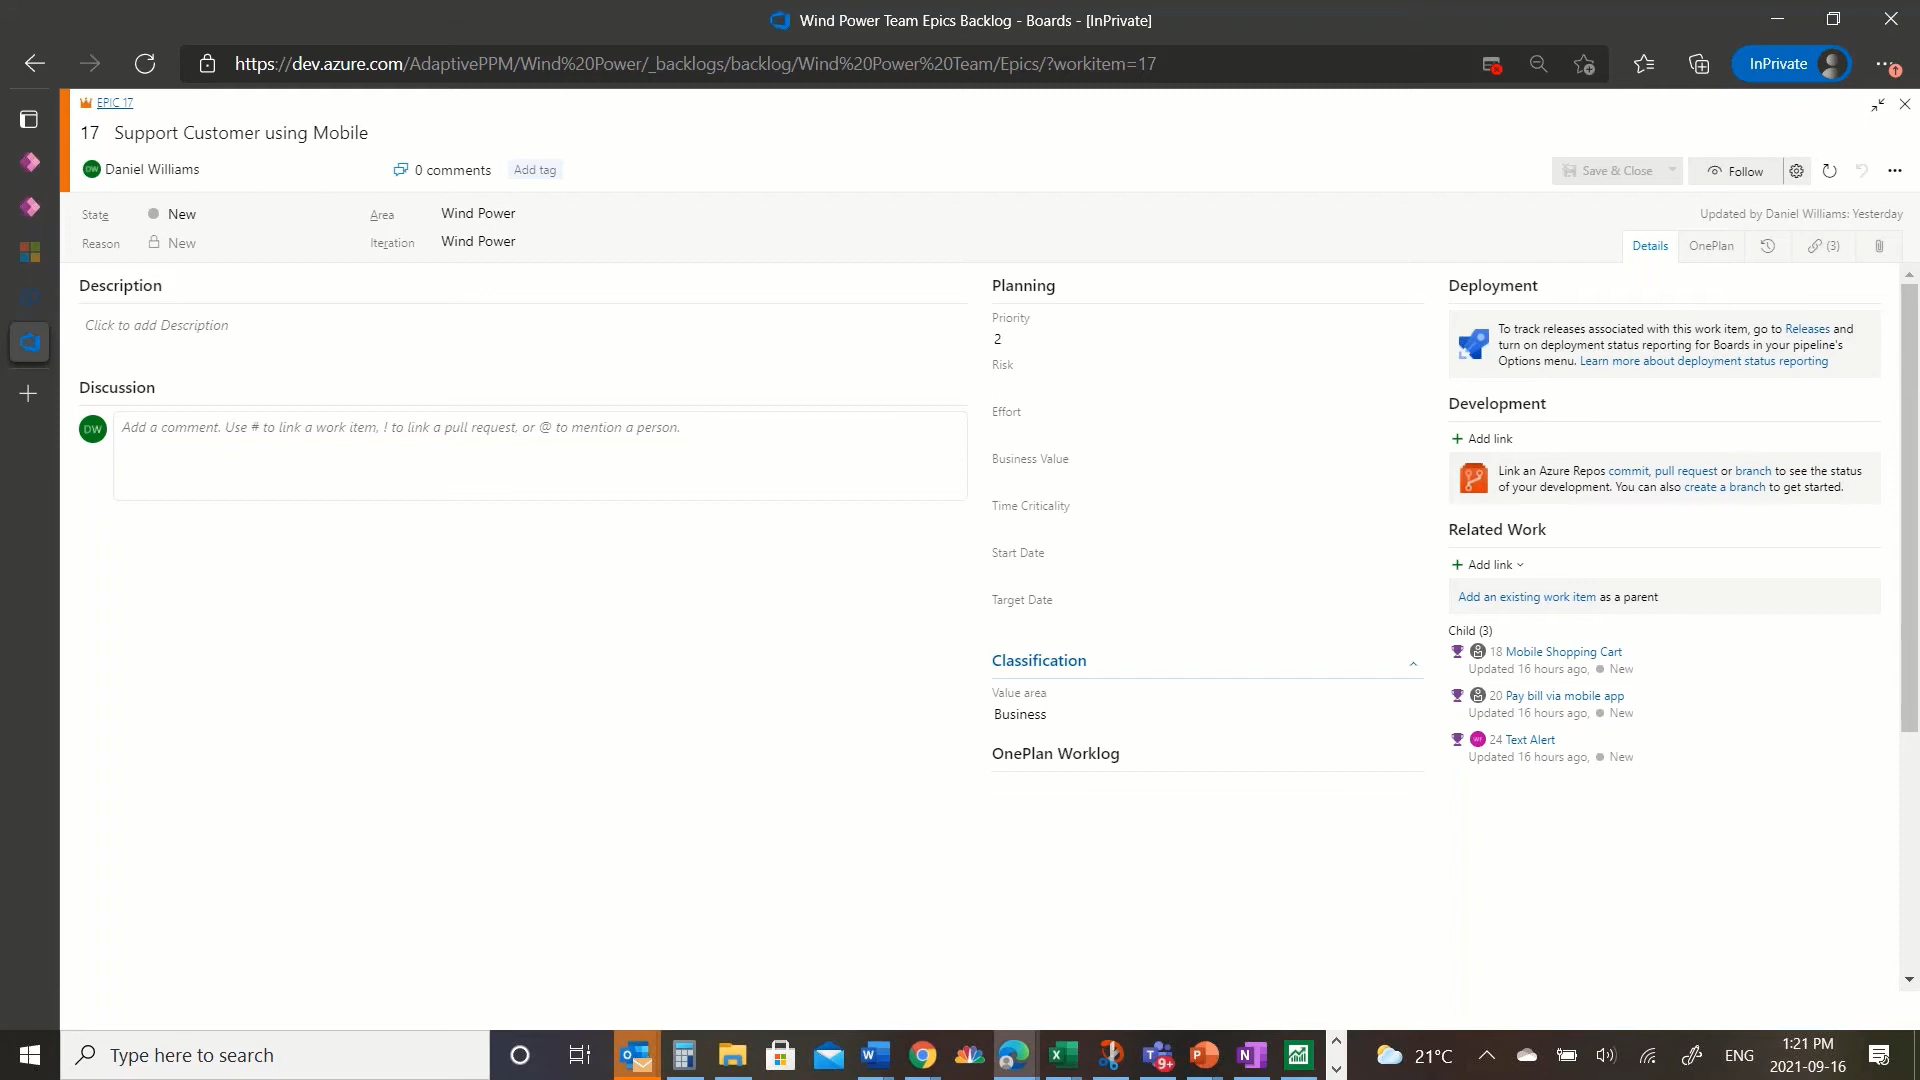 Wind Power Team Epics Backlog - Boards - [InPrivate]
https://dev.azure.com/AdaptivePPM/Wind%20Power/_backlogs/backlog/Wind%20Power%20Team/Epics/?workitem=17
InPrivate
EPIC 17
17 Support Customer using Mobile
DW Daniel Williams
0 comments
Add tag
Save & Close
Follow
State
New
Area
Wind Power
Updated by Daniel Williams: Yesterday
Reason
New
Iteration
Wind Power
Details
OnePlan
(3)
Description
Click to add Description
Discussion
DW
Add a comment. Use # to link a work item, ! to link a pull request, or @ to mention a person.
Planning
Priority
2
Risk
Effort
Business Value
Time Criticality
Start Date
Target Date
Classification
Value area
Business
OnePlan Worklog
Deployment
To track releases associated with this work item, go to Releases and
turn on deployment status reporting for Boards in your pipeline's
Options menu. Learn more about deployment status reporting
Development
+ Add link
Link an Azure Repos commit, pull request or branch to see the status
of your development. You can also create a branch to get started.
Related Work
+ Add link
Add an existing work item as a parent
Child (3)
18 Mobile Shopping Cart
Updated 16 hours ago, New
20 Pay bill via mobile app
Updated 16 hours ago, New
24 Text Alert
Updated 16 hours ago, New
Type here to search
9+
21°C
ENG
1:21 PM
2021-09-16